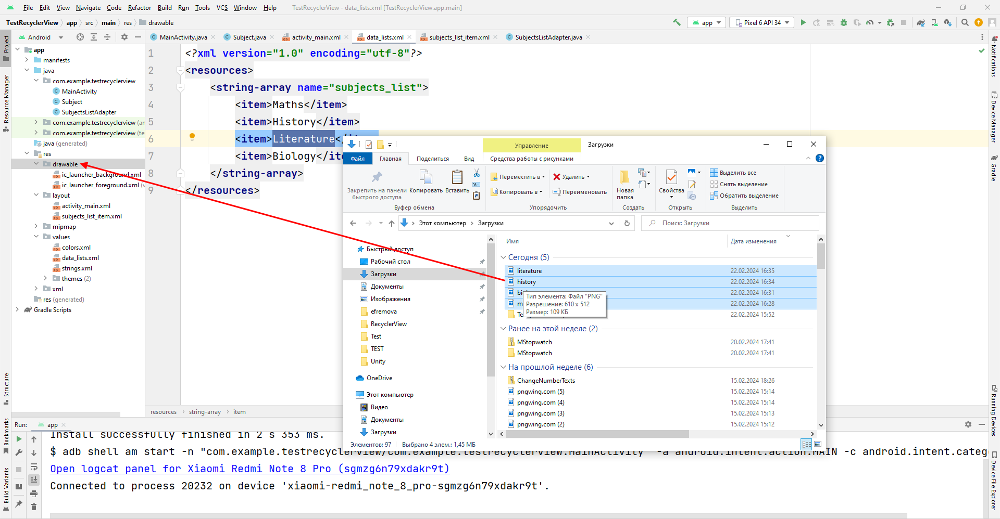 File Edit View Navigate Code Refactor Build Run Tools VCS Window Help TestRecyclerView - data_lists.xml [TestRecyclerView.app.main]
TestRecyclerView app src main res drawable app Pixel 6 API 34
Project
Android
MainActivity.java Subject.java activity_main.xml data_lists.xml subjects_list_item.xml SubjectsListAdapter.java
Notifications
Device Manager
Gradle
Running Devices
Device File Explorer
Resource Manager
Structure
Bookmarks
Build Variants
app
manifests
java
com.example.testrecyclerview
MainActivity
Subject
SubjectsListAdapter
com.example.testrecyclerview (an
com.example.testrecyclerview (te
java (generated)
res
drawable
ic_launcher_background.xml
ic_launcher_foreground.xml (v
layout
activity_main.xml
subjects_list_item.xml
mipmap
values
colors.xml
data_lists.xml
strings.xml
themes (2)
xml
res (generated)
Gradle Scripts
1 <?xml version="1.0" encoding="utf-8"?>
2 <resources>
3 <string-array name="subjects_list">
4 <item>Maths</item>
5 <item>History</item>
6 <item>Literature</
7 <item>Biology</ite
8 </string-array>
9 </resources>
resources string-array item
Управление Загрузки
Файл Главная Поделиться Вид Средства работы с рисунками
Закрепить на панели
быстрого доступа
Копировать
Вставить
Буфер обмена
Переместить в
Копировать в
Удалить
Переименовать
Упорядочить
Новая
папка
Создать
Свойства
Открыть
Выделить все
Снять выделение
Обратить выделение
Выделить
Этот компьютер Загрузки
Поиск: Загрузки
Быстрый доступ
Рабочий стол
Загрузки
Документы
Изображения
efremova
RecyclerView
Test
TEST
Unity
OneDrive
Этот компьютер
Видео
Документы
Загрузки
Имя Дата изменения
Сегодня (5)
literature 22.02.2024 16:35
history 22.02.2024 16:34
bi 22.02.2024 16:31
m 22.02.2024 16:28
Te 22.02.2024 15:52
Тип элемента: Файл "PNG"
Разрешение: 610 x 512
Размер: 109 КБ
Ранее на этой неделе (2)
MStopwatch 20.02.2024 17:41
MStopwatch 20.02.2024 17:41
На прошлой неделе (6)
ChangeNumberTexts 15.02.2024 18:26
pngwing.com (5) 15.02.2024 15:14
pngwing.com (4) 15.02.2024 15:14
pngwing.com (3) 15.02.2024 15:13
pngwing.com (2) 15.02.2024 15:12
Элементов: 97 Выбрано 4 элем.: 1,45 МБ
Run: app
Install successfully finished in 2 s 353 ms.
$ adb shell am start -n "com.example.testrecyclerview/com.example.testrecyclerview.MainActivity" -a android.intent.action.MAIN -c android.intent.categ
Open logcat panel for Xiaomi Redmi Note 8 Pro (sgmzg6n79xdakr9t)
Connected to process 20232 on device 'xiaomi-redmi_note_8_pro-sgmzg6n79xdakr9t'.